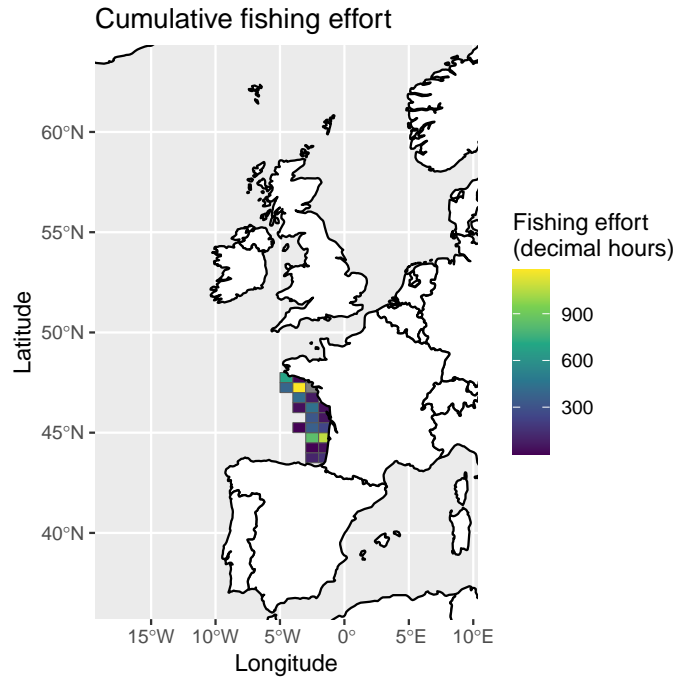 Cumulative fishing effort
60°N
55°N
50°N
45°N
40°N
Latitude
15°W 10°W 5°W 0° 5°E 10°E
Longitude
Fishing effort
(decimal hours)
900
600
300